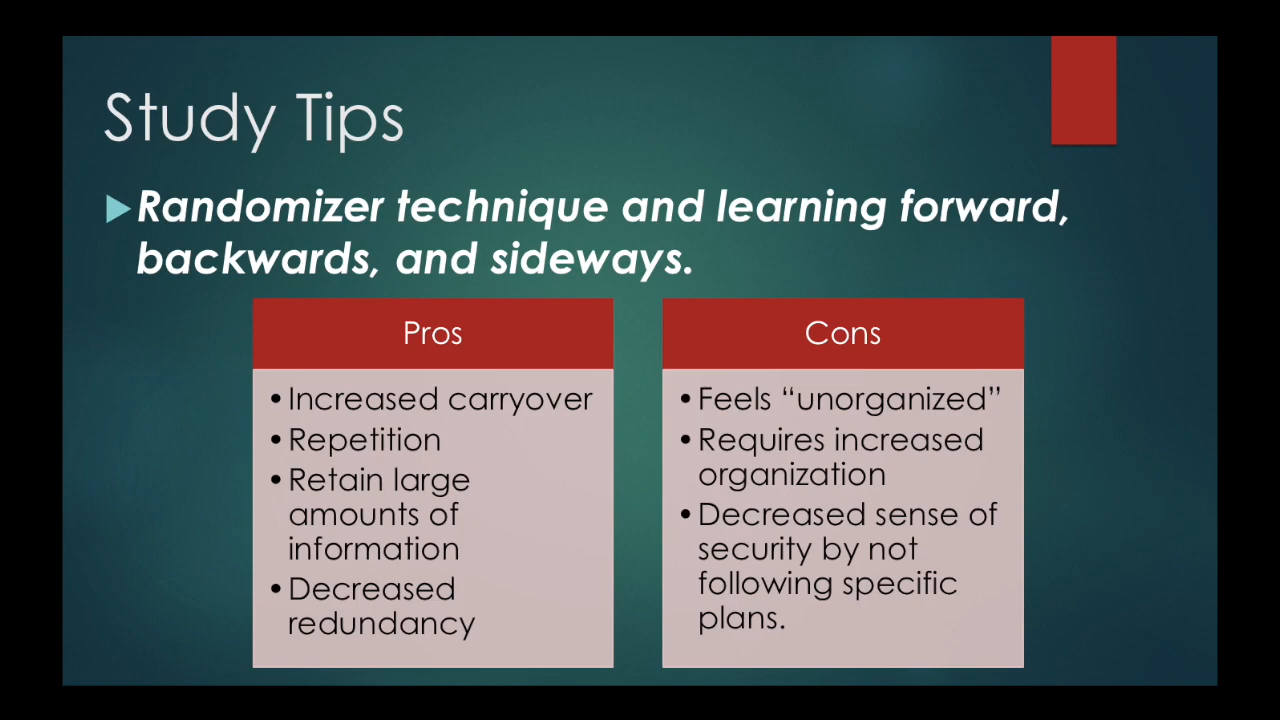 Study Tips
Randomizer technique and learning forward,
backwards, and sideways.
Pros
• Increased carryover
• Repetition
• Retain large
amounts of
information
• Decreased
redundancy
Cons
• Feels “unorganized”
• Requires increased
organization
• Decreased sense of
security by not
following specific
plans.